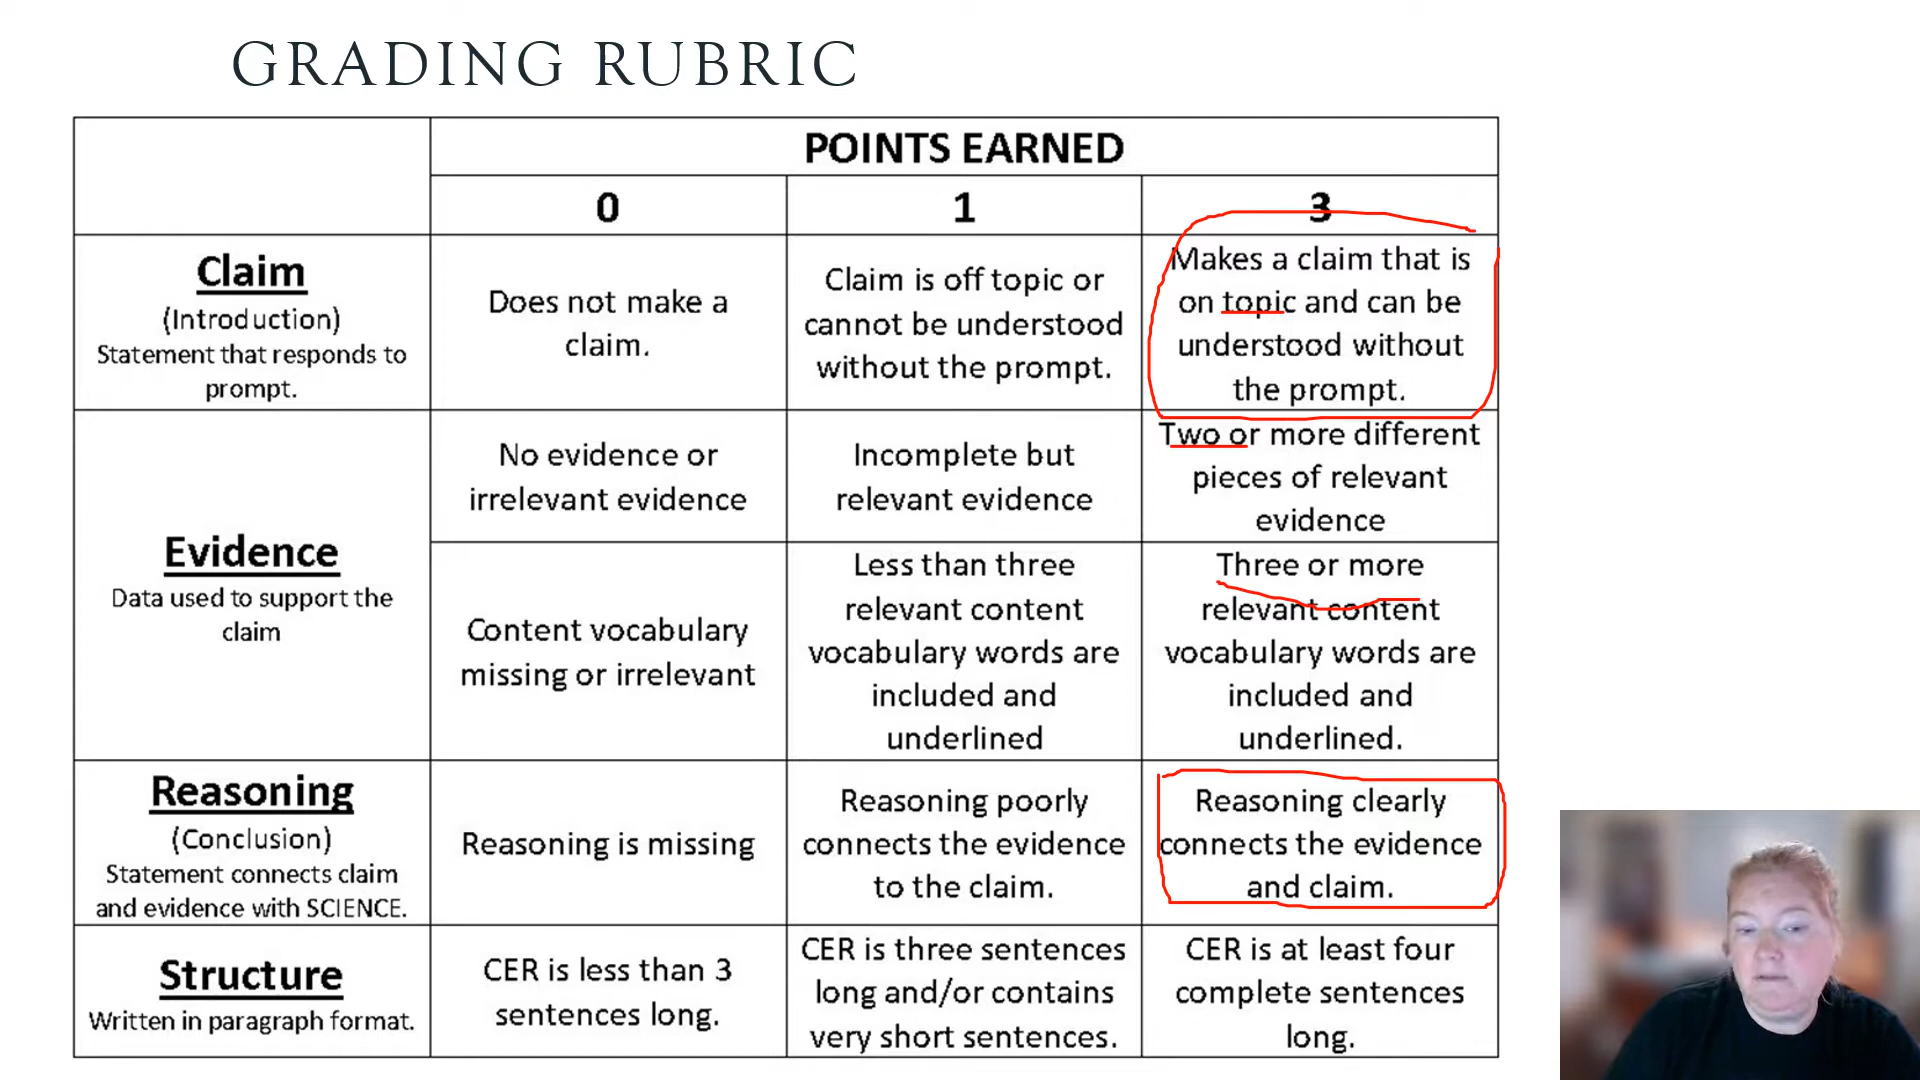 GRADING RUBRIC
POINTS EARNED
0
1
3
Claim
(Introduction)
Statement that responds to
prompt.
Does not make a
claim.
Claim is off topic or
cannot be understood
without the prompt.
Makes a claim that is
on topic and can be
understood without
the prompt.
Evidence
Data used to support the
claim
No evidence or
irrelevant evidence
Incomplete but
relevant evidence
Two or more different
pieces of relevant
evidence
Content vocabulary
missing or irrelevant
Less than three
relevant content
vocabulary words are
included and
underlined
Three or more
relevant content
vocabulary words are
included and
underlined.
Reasoning
(Conclusion)
Statement connects claim
and evidence with SCIENCE.
Reasoning is missing
Reasoning poorly
connects the evidence
to the claim.
Reasoning clearly
connects the evidence
and claim.
Structure
Written in paragraph format.
CER is less than 3
sentences long.
CER is three sentences
long and/or contains
very short sentences.
CER is at least four
complete sentences
long.